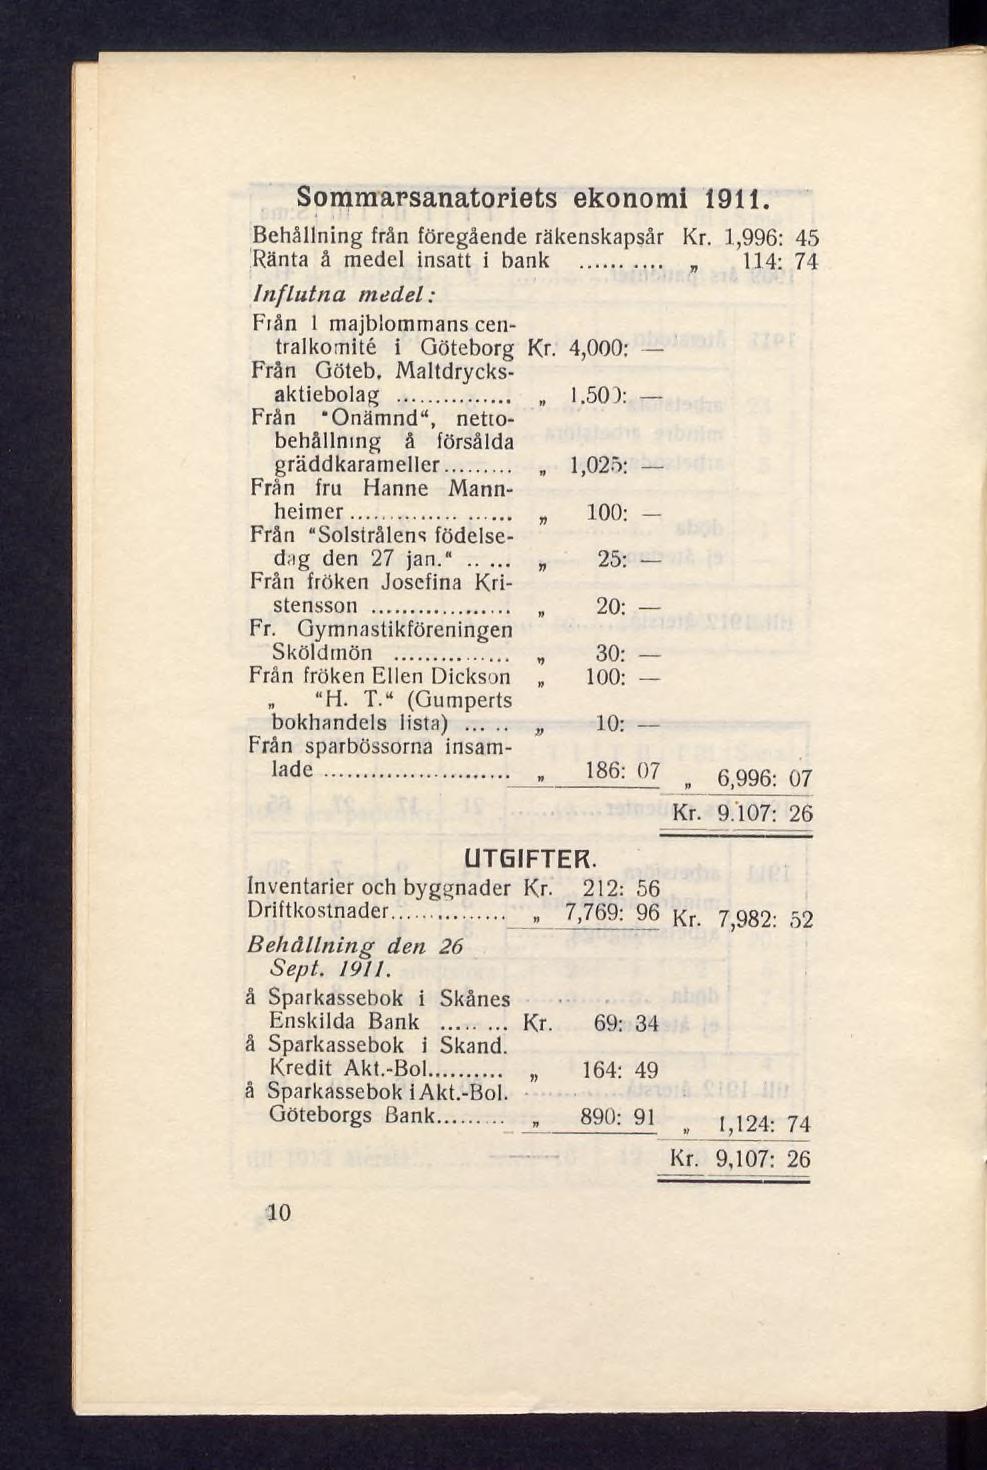 Sommarsanatoriets ekonomi 1911.
Behållning från föregående räkenskapsår Kr. 1,996: 45
Ränta å medel insatt i bank ........... „ 114: 74
Influtna medel:
Från 1 majblommans cen-
tralkomité i Göteborg Kr. 4,000: —
Från Göteb. Maltdrycks-
aktiebolag ............... „ 1.500: —
Från "Onämnd", netto-
behållning å försålda
gräddkarameller......... „ 1,025: —
Från fru Hanne Mann-
heimer..................... „ 100: —
Från "Solstrålens födelse-
dag den 27 jan." ..... „ 25: —
Från fröken Josefina Kri-
stensson .................. „ 20: —
Fr. Gymnastikföreningen
Sköldmön ............... „ 30: —
Från fröken Ellen Dickson „ 100: —
„ "H. T." (Gumperts
bokhandels lista) ..... „ 10: —
Från sparbössorna insam-
lade ........................ „ 186: 07 „ 6,996: 07
Kr. 9.107: 26
UTGIFTER.
Inventarier och byggnader Kr. 212: 56
Driftkostnader............... „ 7,769: 96 Kr. 7,982: 52
Behållning den 26
Sept. 1911.
å Sparkassebok i Skånes
Enskilda Bank ......... Kr. 69: 34
å Sparkassebok i Skand.
Kredit Akt.-Bol.......... „ 164: 49
å Sparkassebok i Akt.-Bol.
Göteborgs Bank......... „ 890: 91 „ 1,124: 74
Kr. 9,107: 26
10